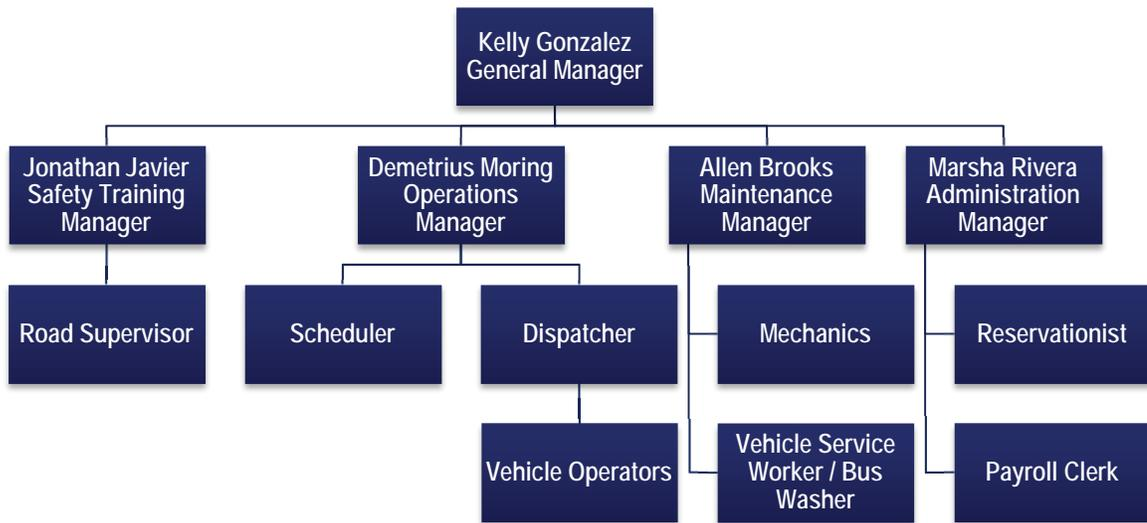 Kelly Gonzalez
General Manager
Jonathan Javier
Safety Training
Manager
Demetrius Moring
Operations
Manager
Allen Brooks
Maintenance
Manager
Marsha Rivera
Administration
Manager
Road Supervisor
Scheduler
Dispatcher
Mechanics
Reservationist
Vehicle Operators
Vehicle Service
Worker / Bus
Washer
Payroll Clerk